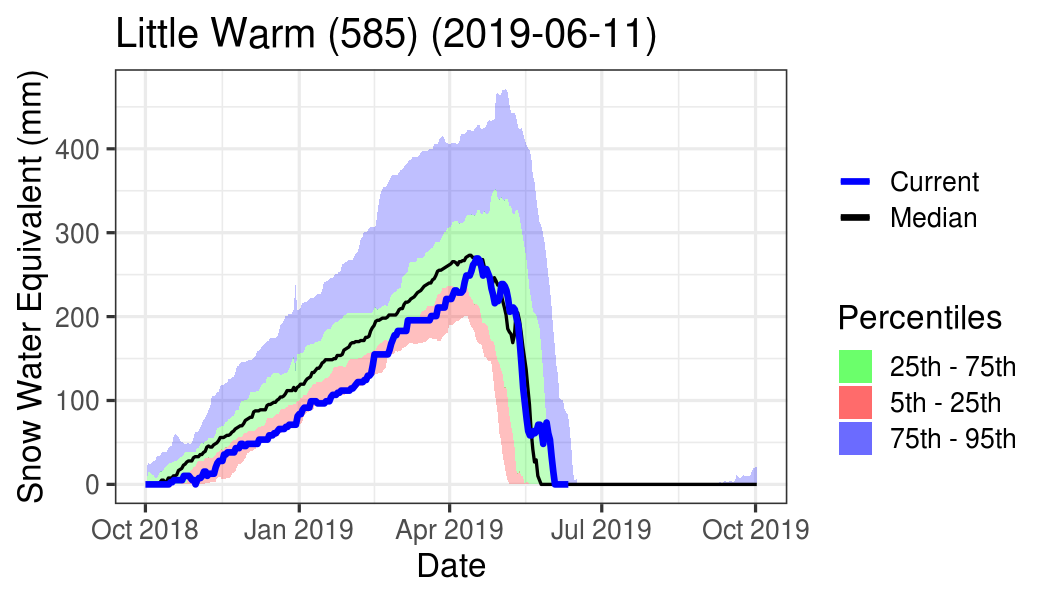 Little Warm (585) (2019-06-11)
Snow Water Equivalent (mm)
400
300
200
100
0
Oct 2018
Jan 2019
Apr 2019
Jul 2019
Oct 2019
Date
Current
Median
Percentiles
25th - 75th
5th - 25th
75th - 95th